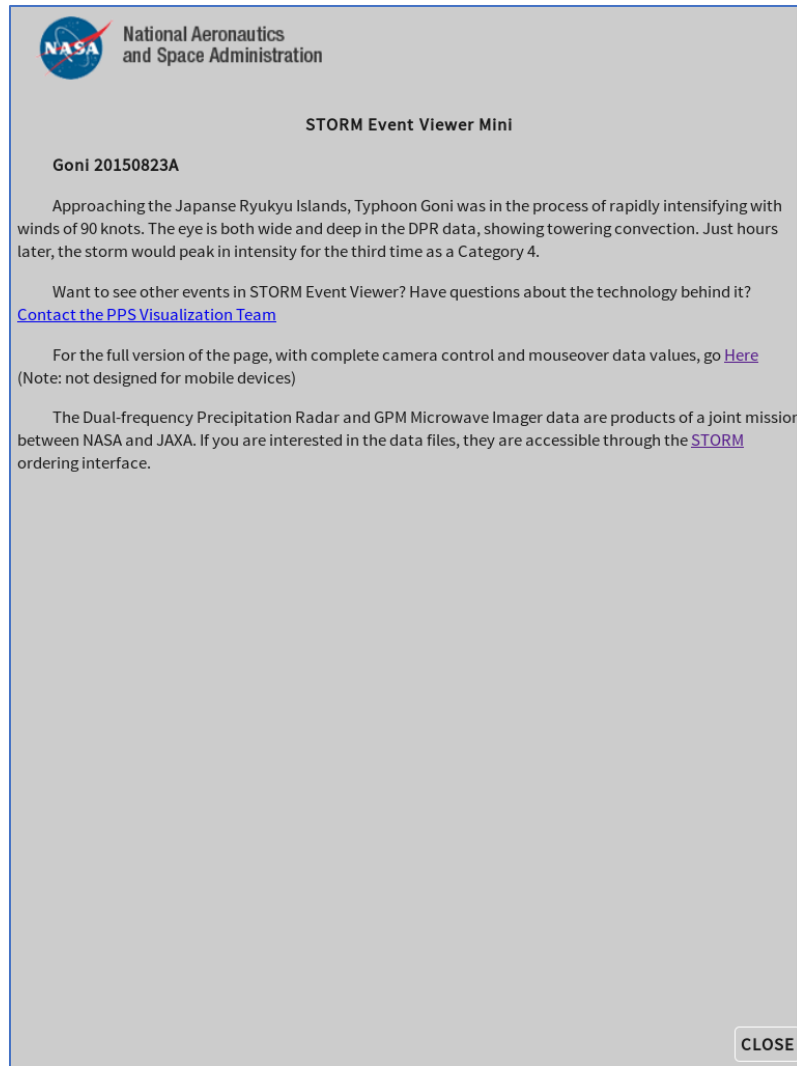 NASA
National Aeronautics
and Space Administration
STORM Event Viewer Mini
Goni 20150823A
Approaching the Japanse Ryukyu Islands, Typhoon Goni was in the process of rapidly intensifying with
winds of 90 knots. The eye is both wide and deep in the DPR data, showing towering convection. Just hours
later, the storm would peak in intensity for the third time as a Category 4.
Want to see other events in STORM Event Viewer? Have questions about the technology behind it?
Contact the PPS Visualization Team
For the full version of the page, with complete camera control and mouseover data values, go Here
(Note: not designed for mobile devices)
The Dual-frequency Precipitation Radar and GPM Microwave Imager data are products of a joint mission
between NASA and JAXA. If you are interested in the data files, they are accessible through the STORM
ordering interface.
CLOSE